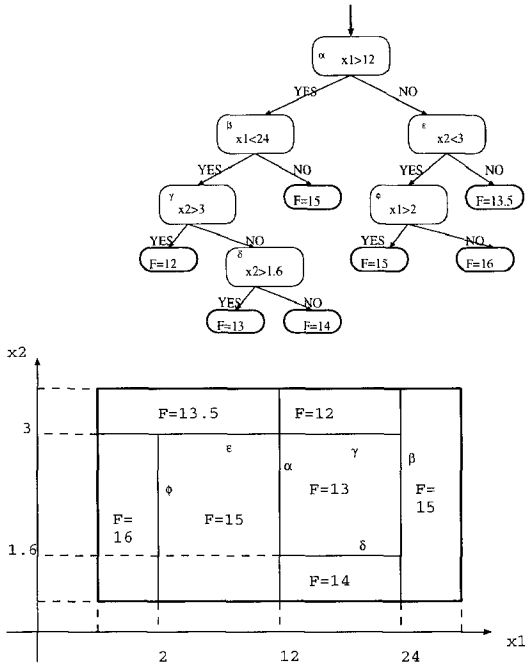 α x1>12
YES NO
β x1<24
ε x2<3
YES NO YES NO
γ x2>3
F=15
φ x1>2
F=13.5
YES NO YES NO
F=12
δ x2>1.6
F=15
F=16
YES NO
F=13
F=14
x2
F=13.5 F=12
3
ε α γ β
φ
F=16 F=15 F=13 F=15
1.6
δ
F=14
x1
2 12 24